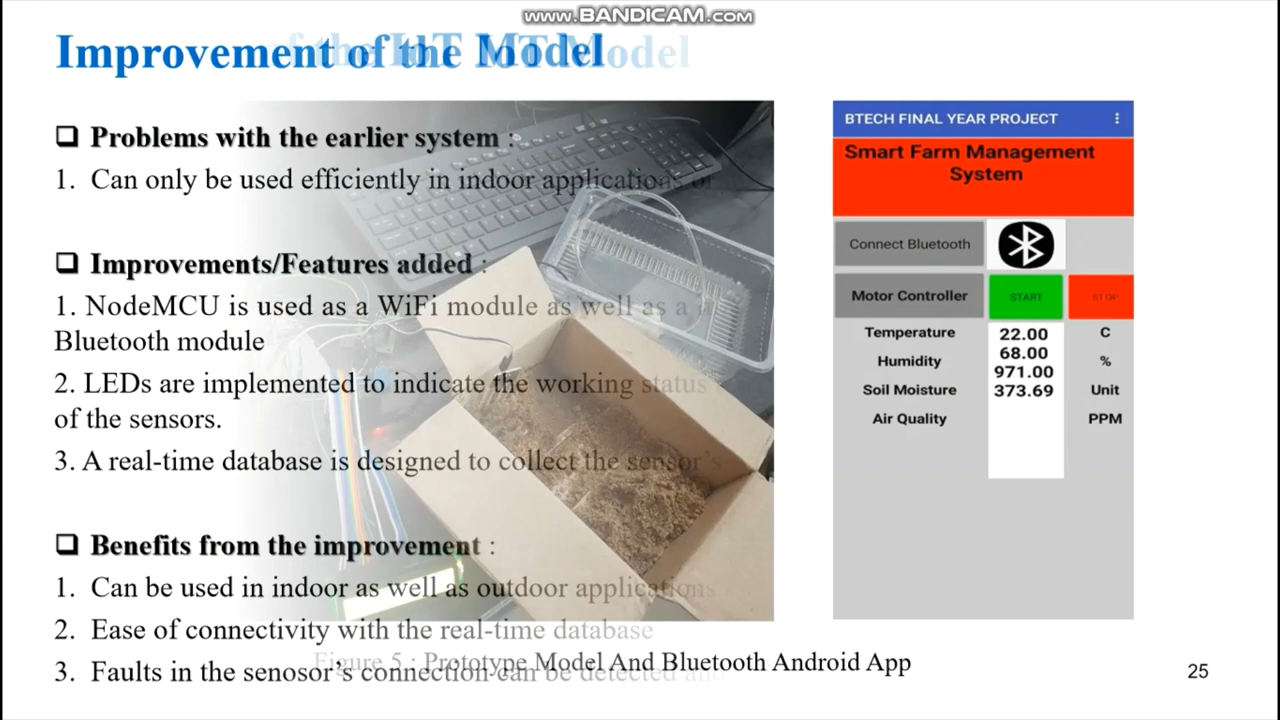 www.BANDICAM.com
Improvement of the Model
❑ Problems with the earlier system :
1. Can only be used efficiently in indoor applications
❑ Improvements/Features added :
1. NodeMCU is used as a WiFi module as well as a
Bluetooth module
2. LEDs are implemented to indicate the working status
of the sensors.
3. A real-time database is designed to collect the sensor's
❑ Benefits from the improvement :
1. Can be used in indoor as well as outdoor applications
2. Ease of connectivity with the real-time database
3. Faults in the senosor's connection can be detected and
Figure 5 : Prototype Model And Bluetooth Android App
BTECH FINAL YEAR PROJECT
Smart Farm Management
System
Connect Bluetooth
Motor Controller START STOP
Temperature 22.00 C
Humidity 68.00 %
971.00
Soil Moisture 373.69 Unit
Air Quality PPM
25